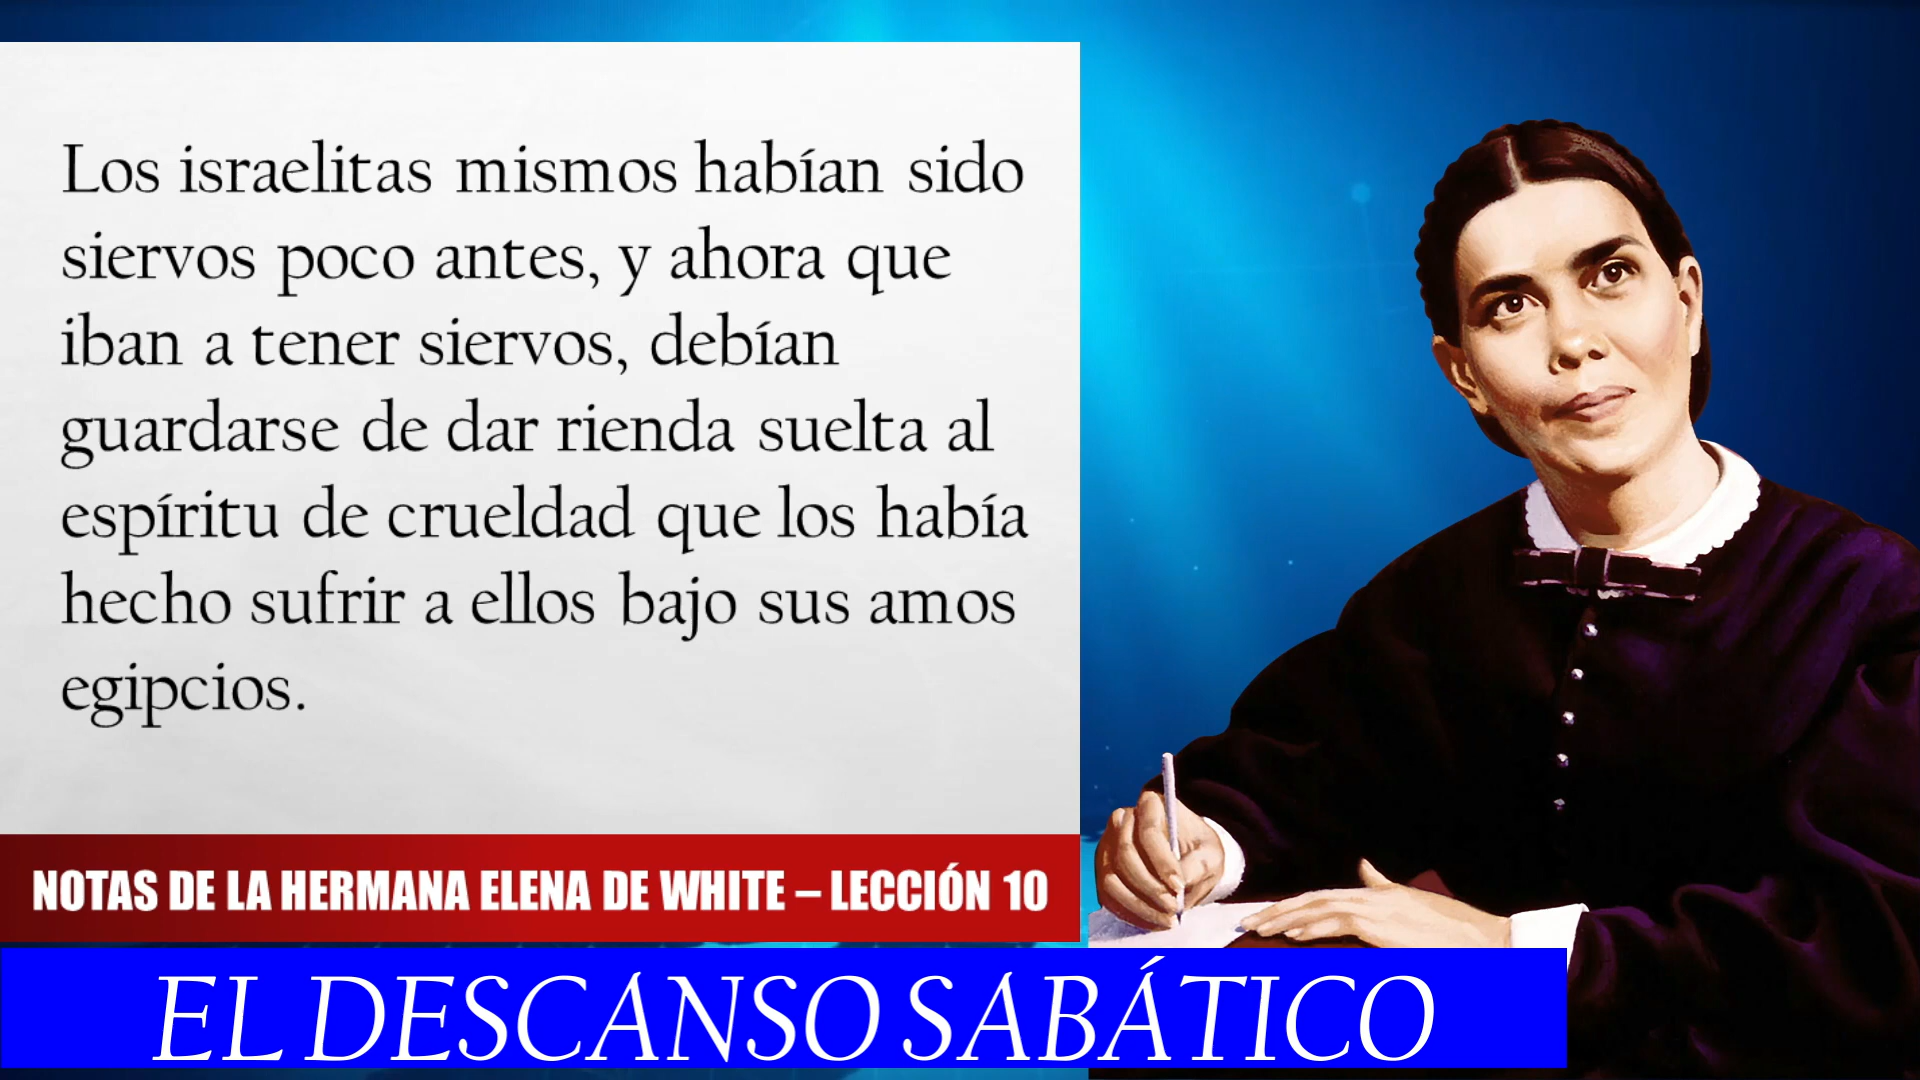 Los israelitas mismos habían sido
siervos poco antes, y ahora que
iban a tener siervos, debían
guardarse de dar rienda suelta al
espíritu de crueldad que los había
hecho sufrir a ellos bajo sus amos
egipcios.
NOTAS DE LA HERMANA ELENA DE WHITE – LECCIÓN 10
EL DESCANSO SABÁTICO